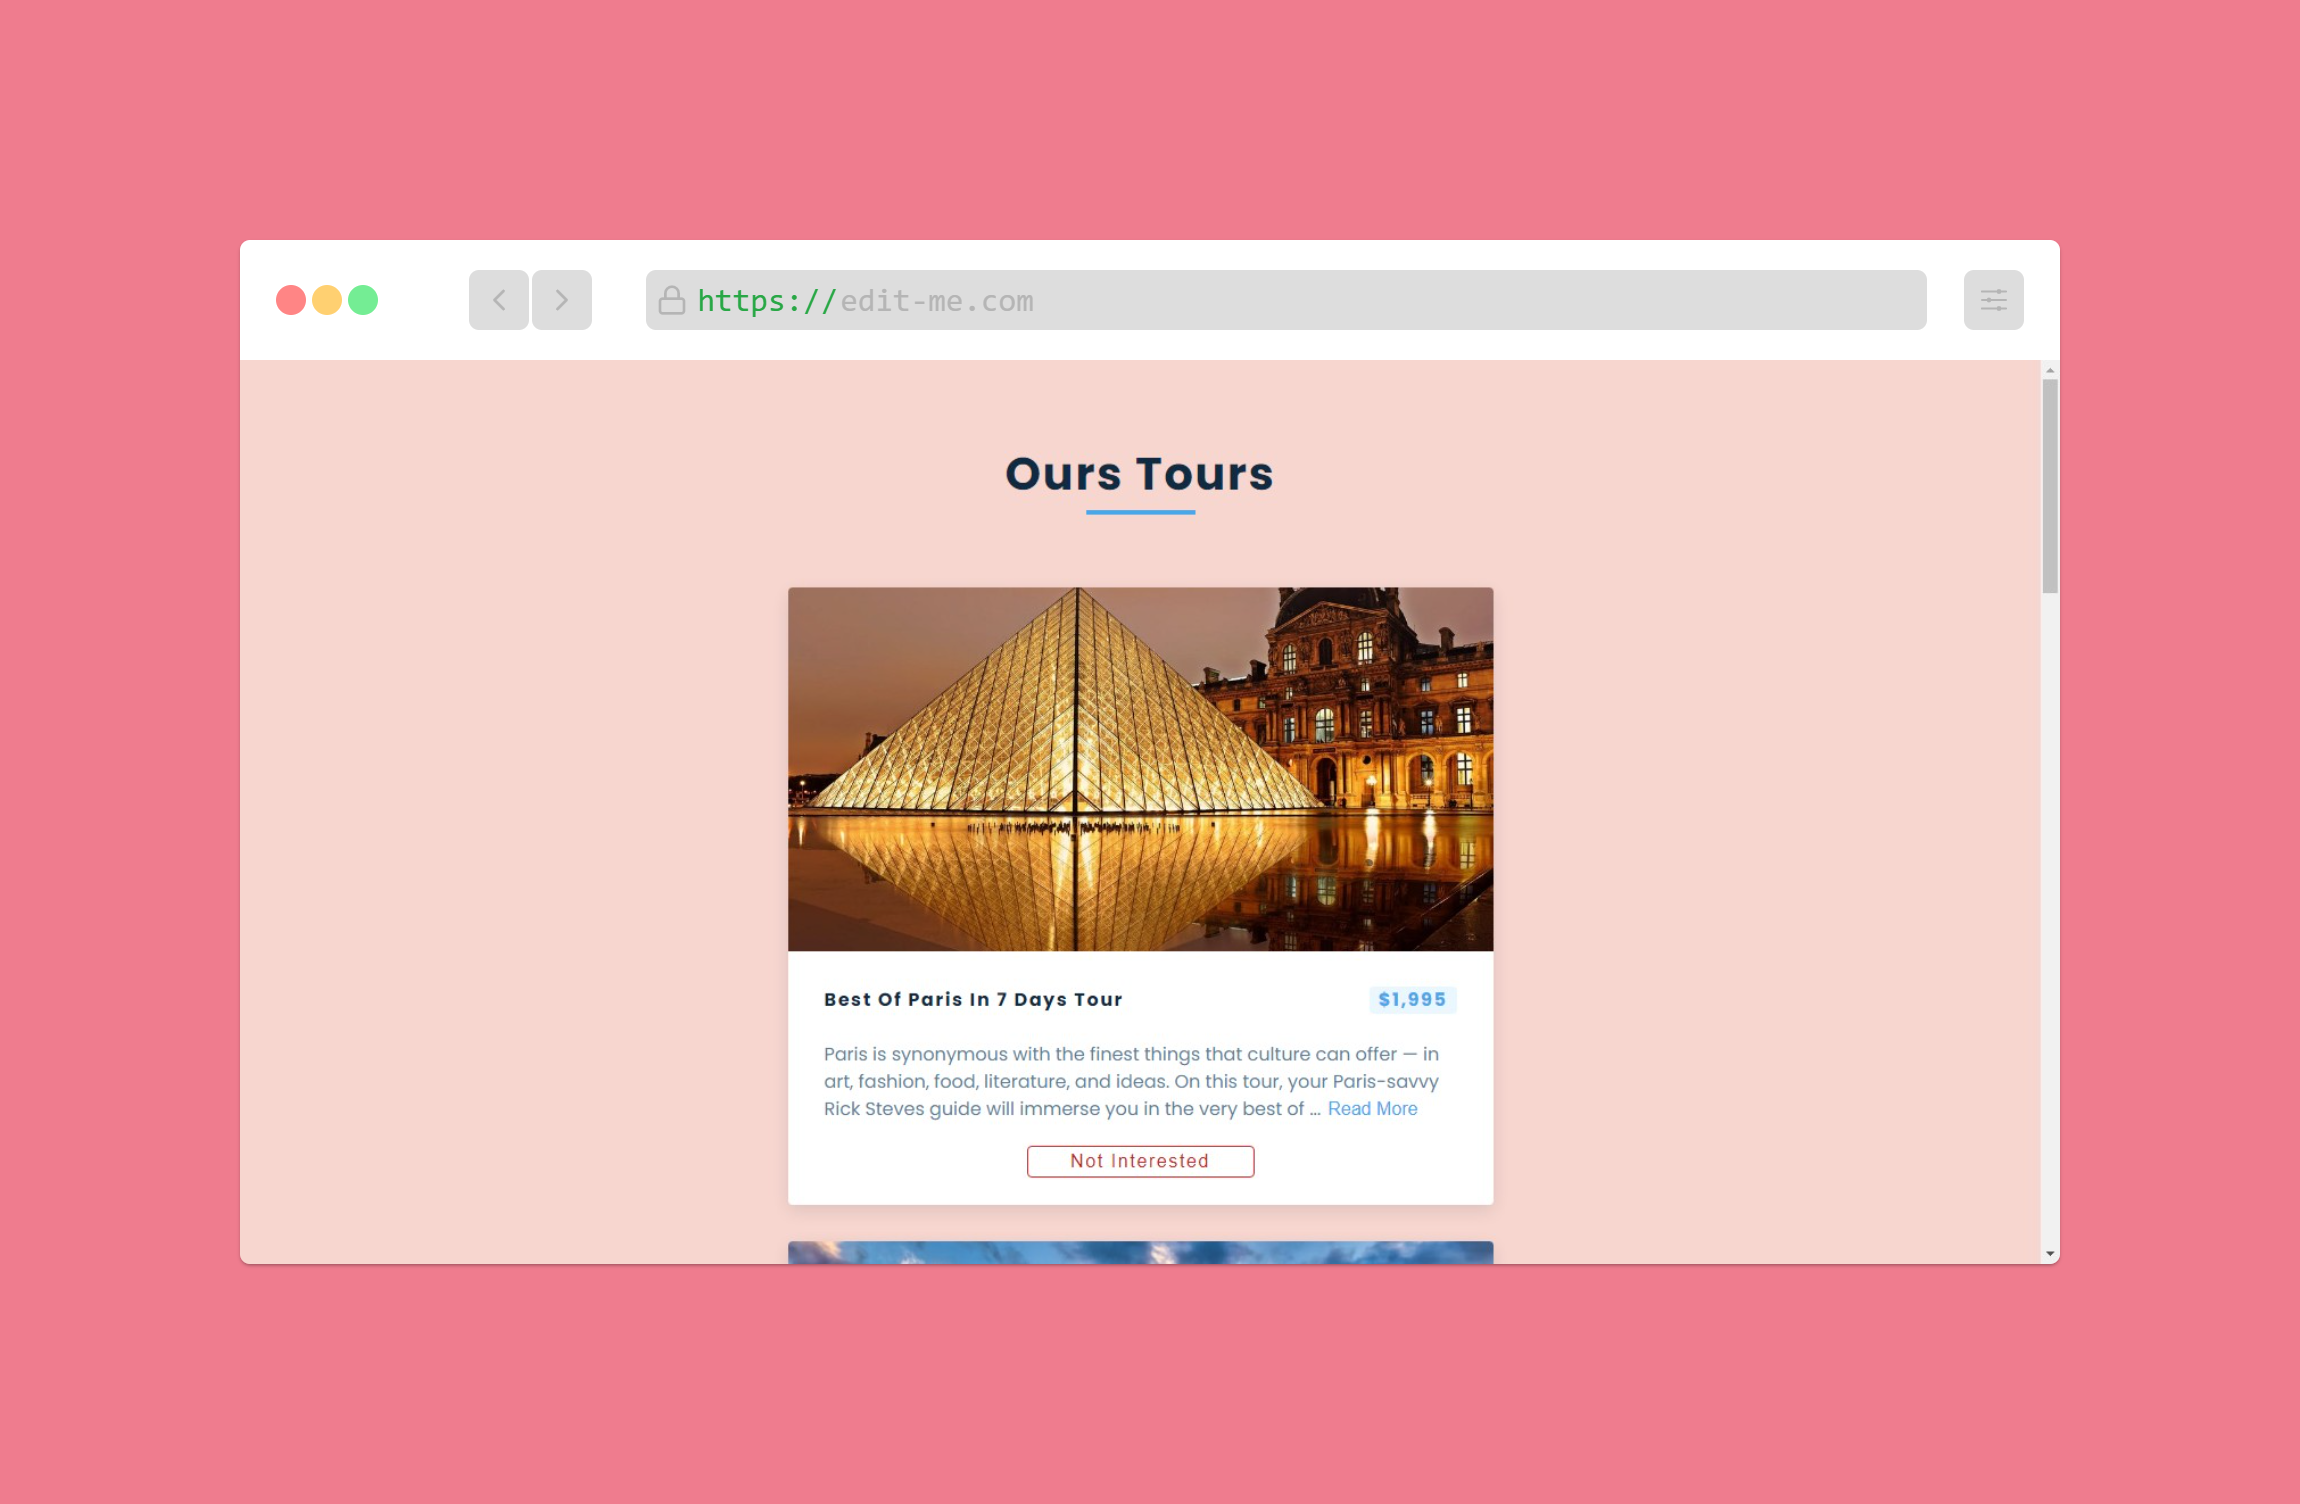 https://edit-me.com
Ours Tours
Best Of Paris In 7 Days Tour
$1,995
Paris is synonymous with the finest things that culture can offer — in
art, fashion, food, literature, and ideas. On this tour, your Paris-savvy
Rick Steves guide will immerse you in the very best of ... Read More
Not Interested